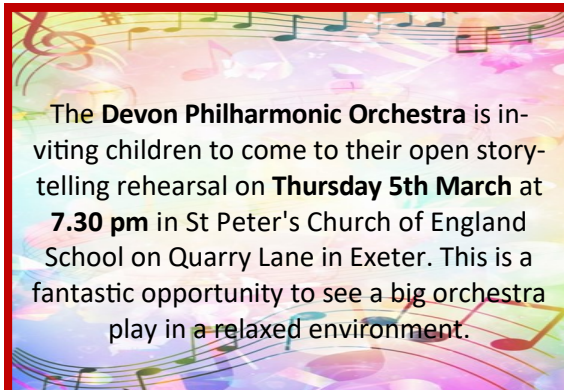 The Devon Philharmonic Orchestra is in-
viting children to come to their open story-
telling rehearsal on Thursday 5th March at
7.30 pm in St Peter's Church of England
School on Quarry Lane in Exeter. This is a
fantastic opportunity to see a big orchestra
play in a relaxed environment.